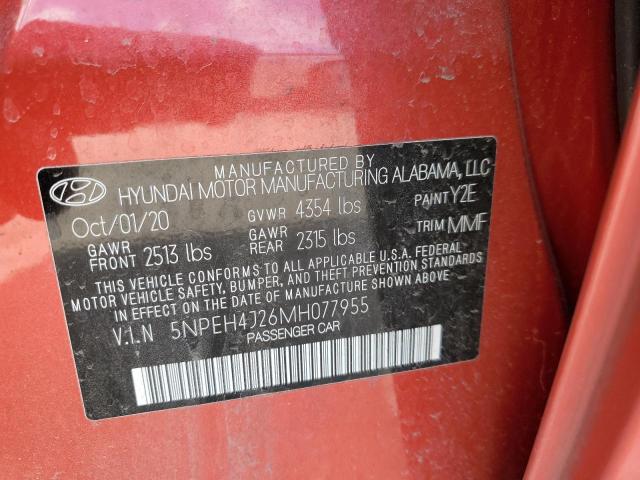 MANUFACTURED BY
HYUNDAI MOTOR MANUFACTURING ALABAMA, LLC
Oct/01/20 GVWR 4354 lbs PAINT Y2E
GAWR FRONT 2513 lbs GAWR REAR 2315 lbs TRIM MMF
THIS VEHICLE CONFORMS TO ALL APPLICABLE U.S.A. FEDERAL
MOTOR VEHICLE SAFETY, BUMPER, AND THEFT PREVENTION
STANDARDS IN EFFECT ON THE DATE OF MANUFACTURE SHOWN ABOVE.
V.I.N 5NPEH4J26MH077955
PASSENGER CAR